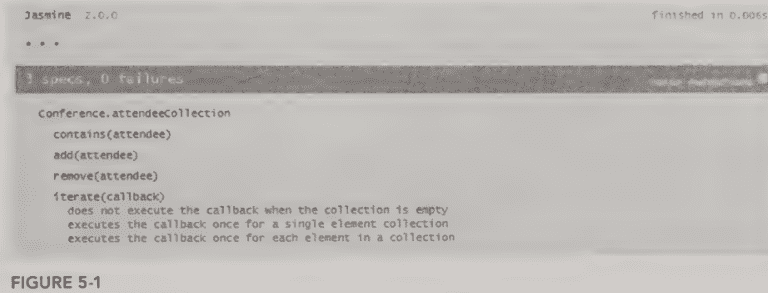 Jasmine 2.0.0
finished in 0.006s
• • •
3 specs, 0 failures
Conference.attendeeCollection
contains(attendee)
add(attendee)
remove(attendee)
iterate(callback)
does not execute the callback when the collection is empty
executes the callback once for a single element collection
executes the callback once for each element in a collection
FIGURE 5-1